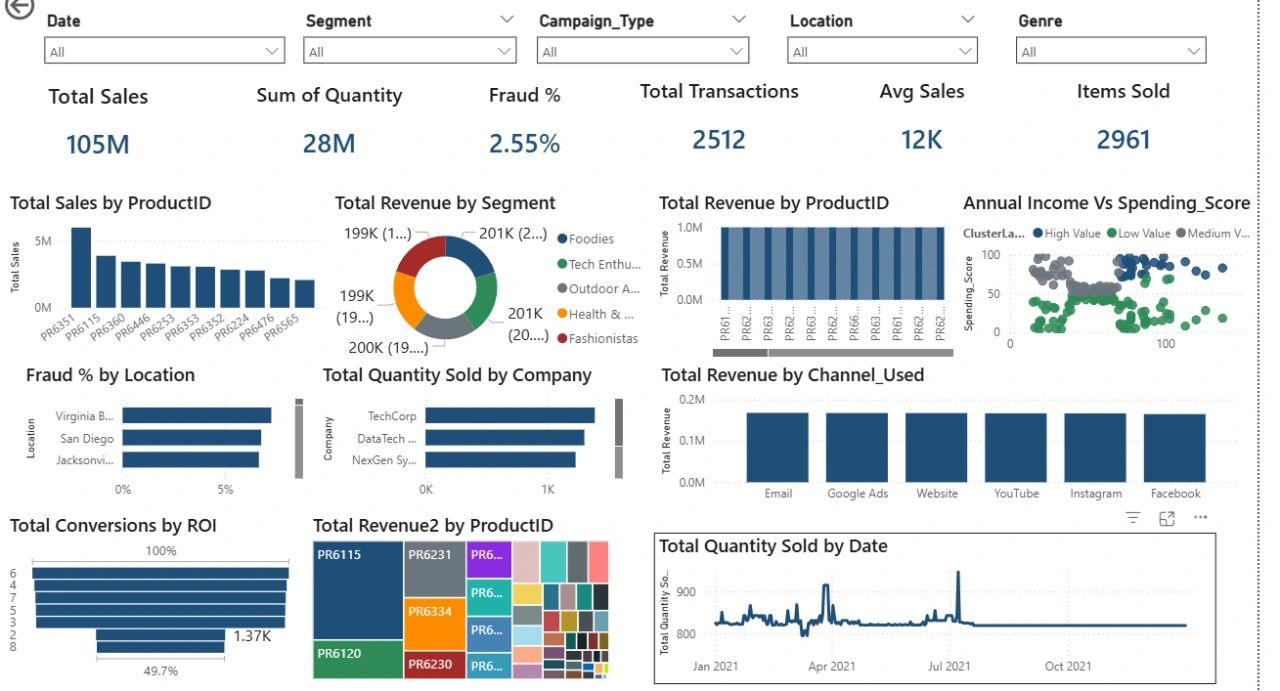 Date
Segment
Campaign_Type
Location
Genre
All
All
All
All
All
Total Sales
Sum of Quantity
Fraud %
Total Transactions
Avg Sales
Items Sold
105M
28M
2.55%
2512
12K
2961
Total Sales by ProductID
Total Sales
5M
0M
PR6351
PR6115
PR6360
PR6446
PR6253
PR6353
PR6352
PR6224
PR6476
PR6565
Total Revenue by Segment
199K (1...)
201K (2...)
199K
(19....)
201K
(20....)
200K (19....)
Foodies
Tech Enthu...
Outdoor A...
Health & ...
Fashionistas
Total Revenue by ProductID
Total Revenue
1.0M
0.5M
0.0M
PR61...
PR62...
PR63...
PR62...
PR63...
PR62...
PR66...
PR63...
PR61...
PR62...
PR62...
Annual Income Vs Spending_Score
ClusterLa...
High Value
Low Value
Medium V...
Spending_Score
100
50
0
0
100
Fraud % by Location
Location
Virginia B...
San Diego
Jacksonvi...
0%
5%
Total Quantity Sold by Company
Company
TechCorp
DataTech ...
NexGen Sy...
0K
1K
Total Revenue by Channel_Used
Total Revenue
0.2M
0.1M
0.0M
Email
Google Ads
Website
YouTube
Instagram
Facebook
Total Conversions by ROI
100%
6
4
7
5
3
2
8
1.37K
49.7%
Total Revenue2 by ProductID
PR6115
PR6120
PR6231
PR6334
PR6230
PR6...
PR6...
PR6...
PR6...
Total Quantity Sold by Date
Total Quantity So...
900
800
Jan 2021
Apr 2021
Jul 2021
Oct 2021